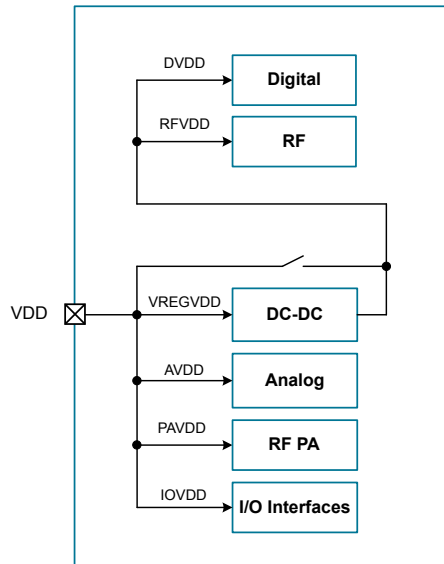 DVDD
Digital
RFVDD
RF
VDD
VREGVDD
DC-DC
AVDD
Analog
PAVDD
RF PA
IOVDD
I/O Interfaces